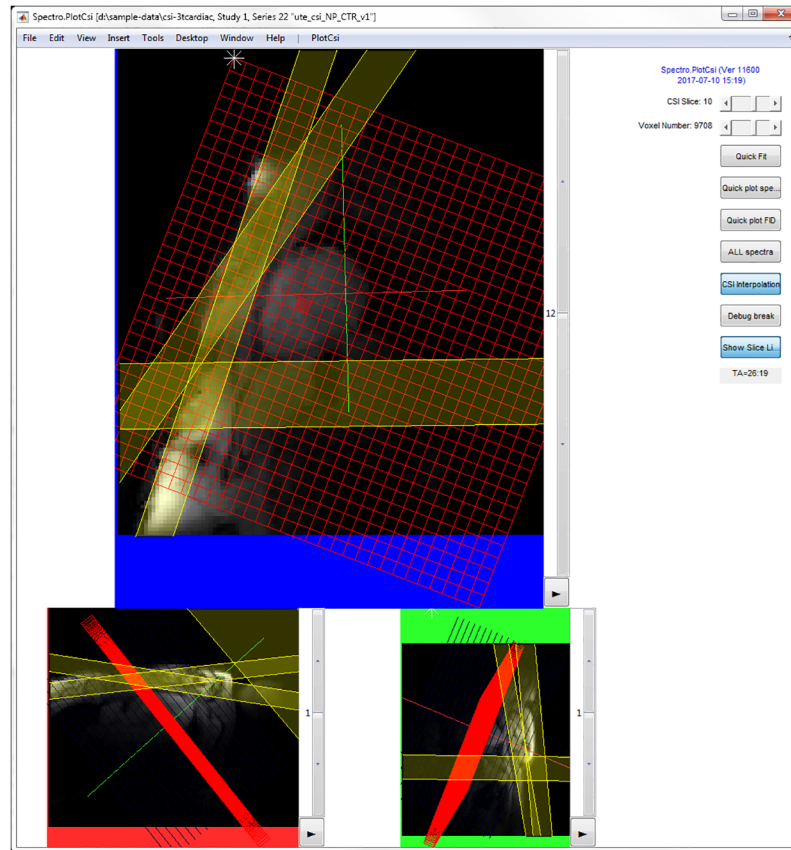 Spectro.PlotCsi [d:\sample-data\csi-3tcardiac, Study 1, Series 22 "ute_csi_NP_CTR_v1"]
File Edit View Insert Tools Desktop Window Help PlotCsi
Spectro.PlotCsi (Ver 11600
2017-07-10 15:19)
CSI Slice: 10
Voxel Number: 9708
Quick Fit
Quick plot spe...
Quick plot FID
ALL spectra
CSI Interpolation
12
Debug break
Show Slice Li...
TA=26:19
1
1